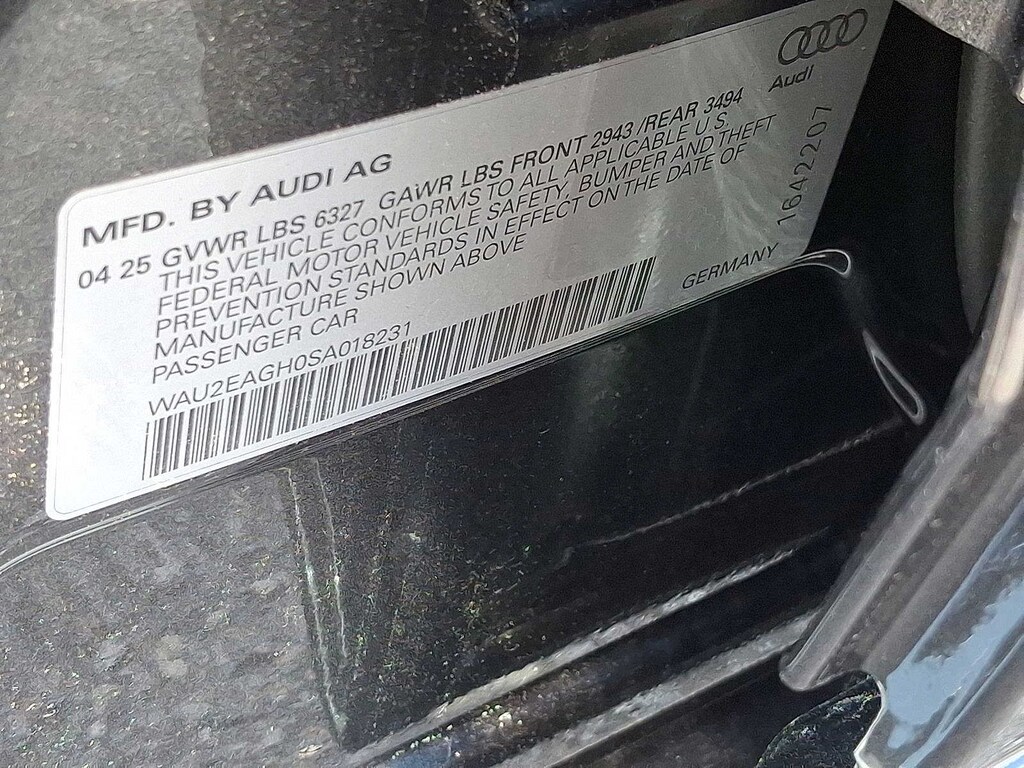 Audi
MFD. BY AUDI AG
04 25 GVWR LBS 6327 GAWR LBS FRONT 2943 /REAR 3494
THIS VEHICLE CONFORMS TO ALL APPLICABLE U.S.
FEDERAL MOTOR VEHICLE SAFETY, BUMPER AND THEFT
PREVENTION STANDARDS IN EFFECT ON THE DATE OF
MANUFACTURE SHOWN ABOVE
PASSENGER CAR
WAU2EAGH0SA018231
GERMANY
1642207